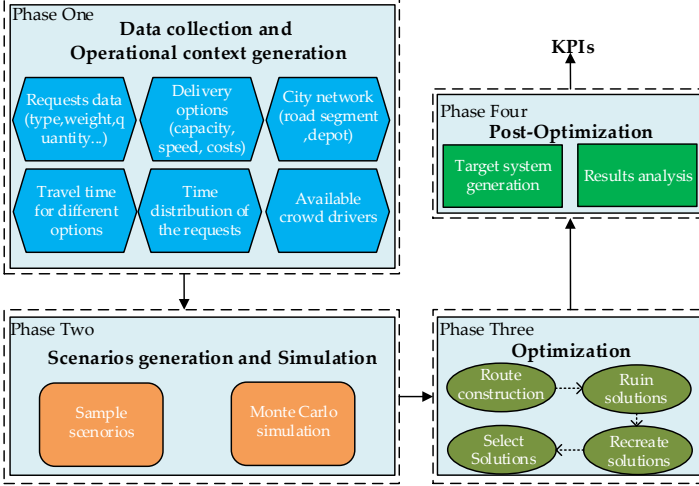 Phase One
Data collection and
Operational context generation
Requests data
(type,weight,q
uantity...)
Delivery
options
(capacity,
speed, costs)
City network
(road segment
,depot)
Travel time
for different
options
Time
distribution of
the requests
Available
crowd drivers
Phase Two
Scenarios generation and Simulation
Sample
scenorios
Monte Carlo
simulation
Phase Three
Optimization
Route
construction
Ruin
solutions
Select
Solutions
Recreate
solutions
Phase Four
Post-Optimization
Target system
generation
Results analysis
KPIs